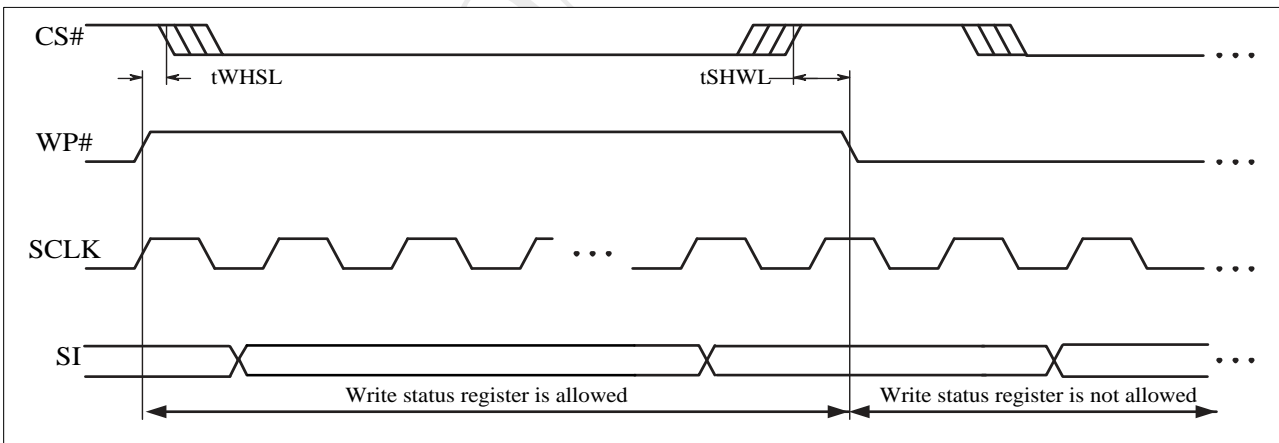 CS#
tWHSL
tSHWL
WP#
SCLK
SI
Write status register is allowed
Write status register is not allowed